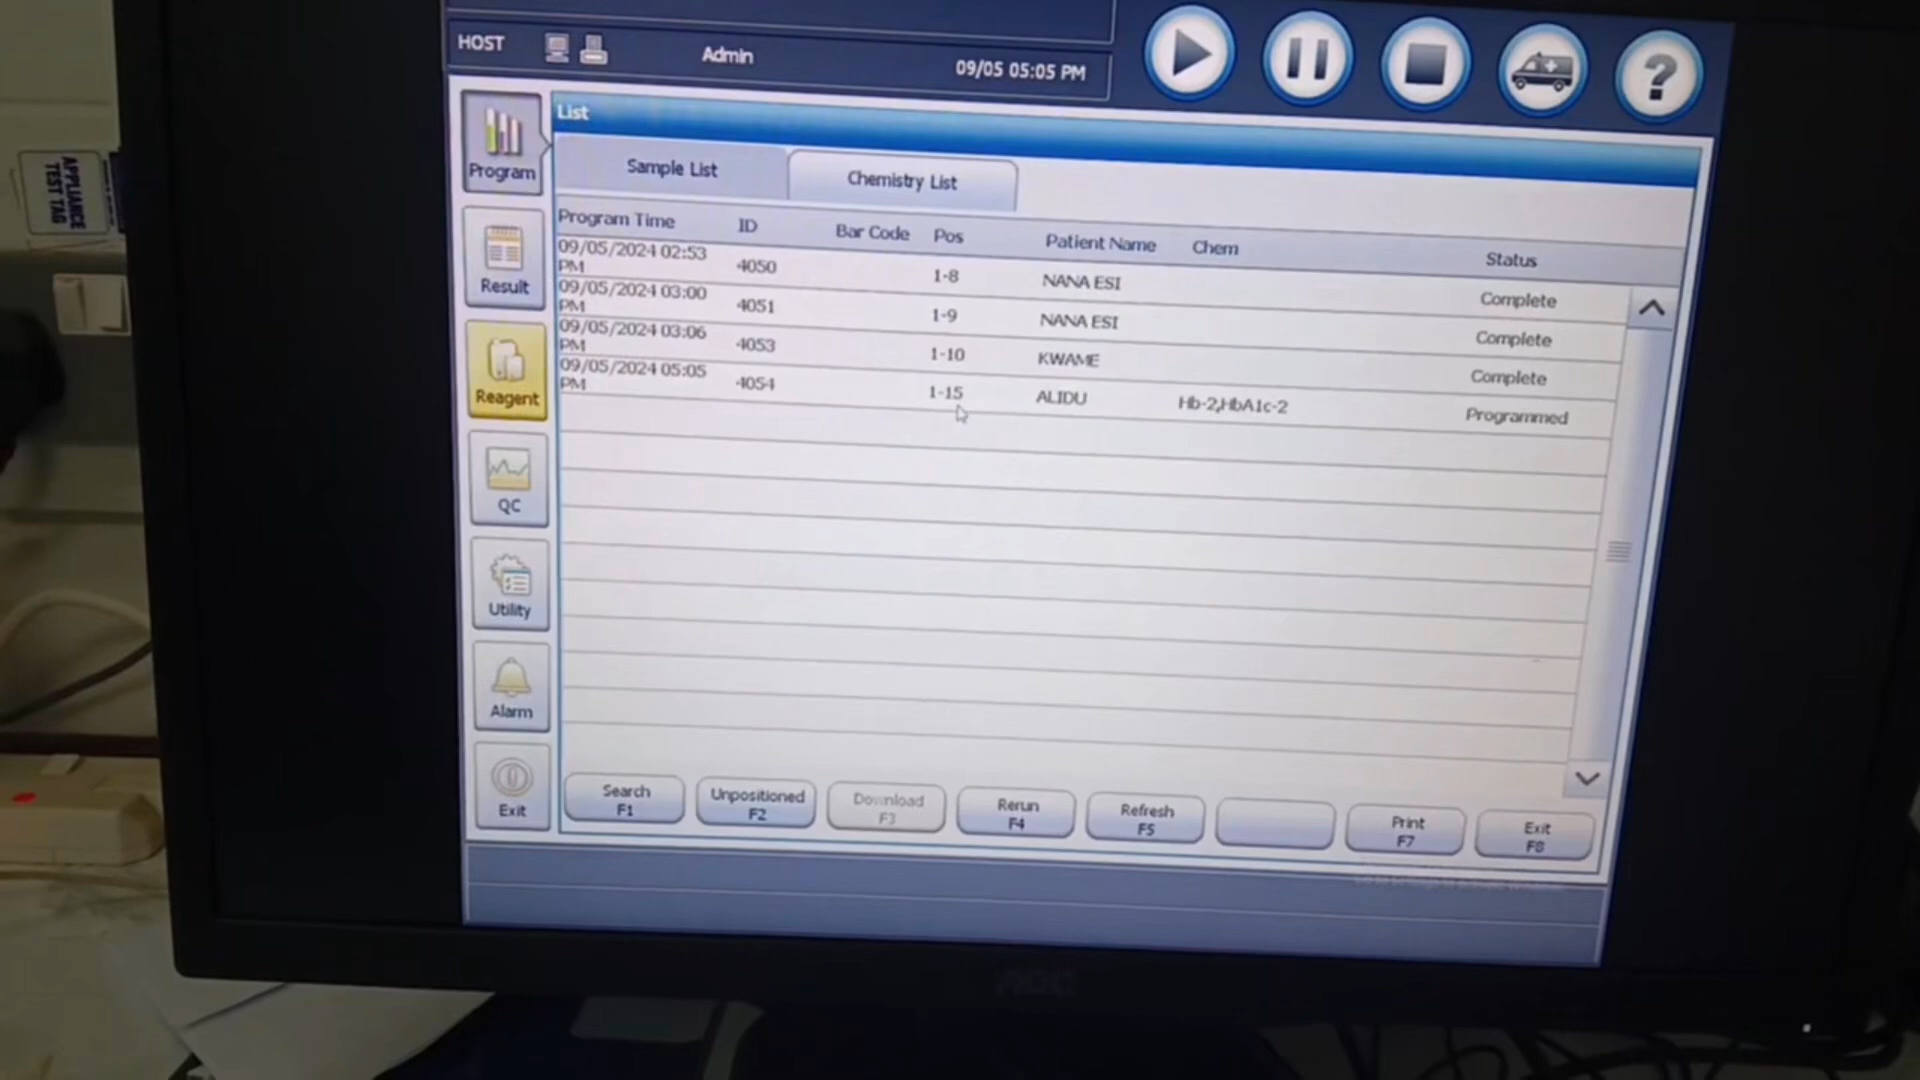 HOST
Admin
09/05 05:05 PM
?
APPLIANCE
TEST TAG
Program
Result
Reagent
QC
Utility
Alarm
Exit
List
Sample List
Chemistry List
Program Time ID Bar Code Pos Patient Name Chem Status
09/05/2024 02:53 PM 4050 1-8 NANA ESI Complete
09/05/2024 03:00 PM 4051 1-9 NANA ESI Complete
09/05/2024 03:06 PM 4053 1-10 KWAME Complete
09/05/2024 05:05 PM 4054 1-15 ALIDU Hb-2,HbA1c-2 Programmed
Search F1
Unpositioned F2
Download F3
Rerun F4
Refresh F5
Print F7
Exit F8
AOC